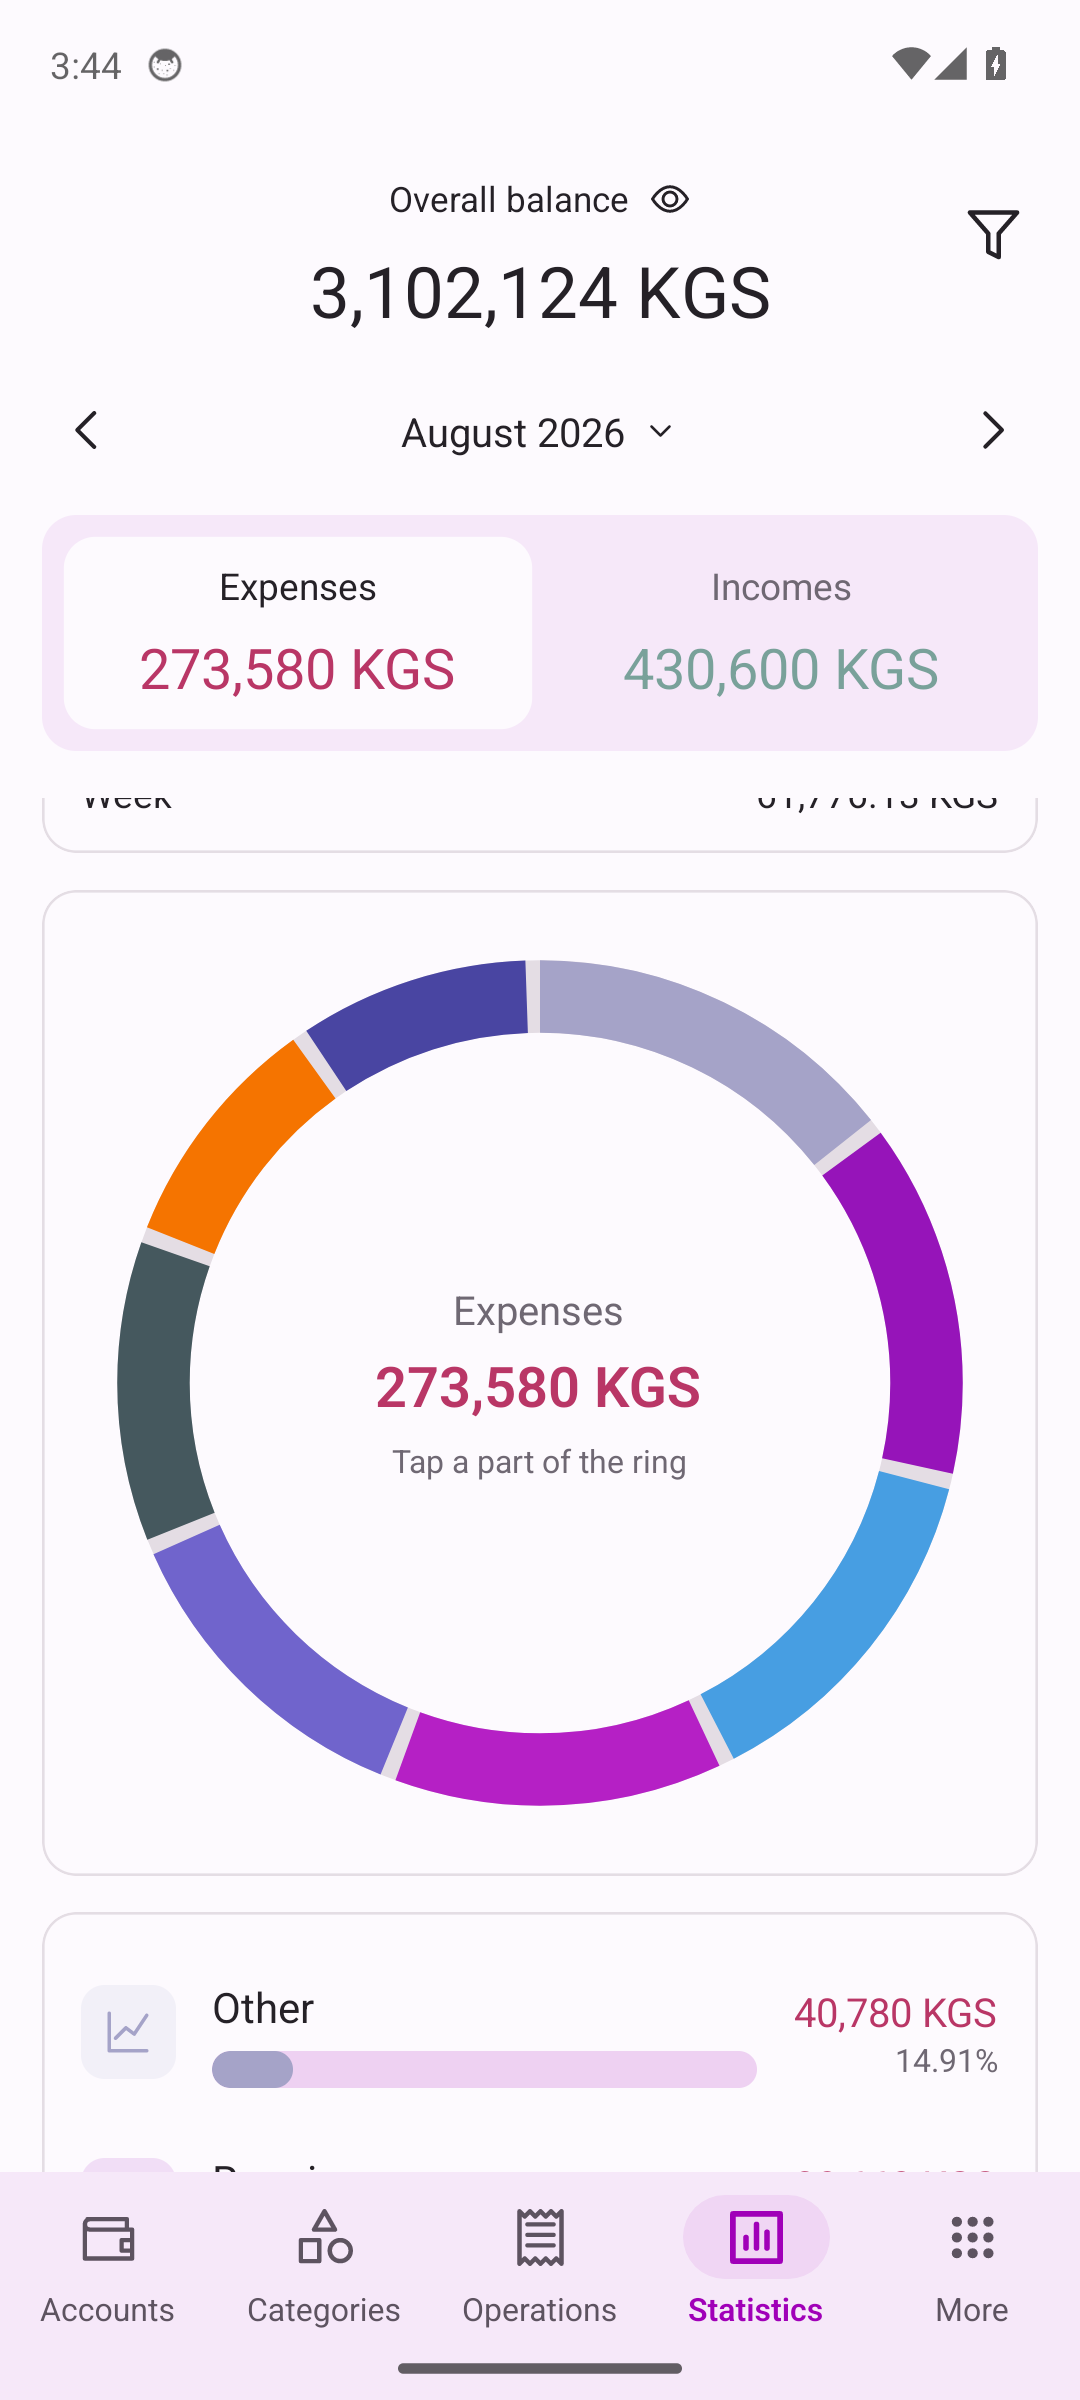 3:44
Overall balance
3,102,124 KGS
August 2026
Expenses
Incomes
273,580 KGS
430,600 KGS
Week
Expenses
273,580 KGS
Tap a part of the ring
Other
40,780 KGS
14.91%
Accounts
Categories
Operations
Statistics
More